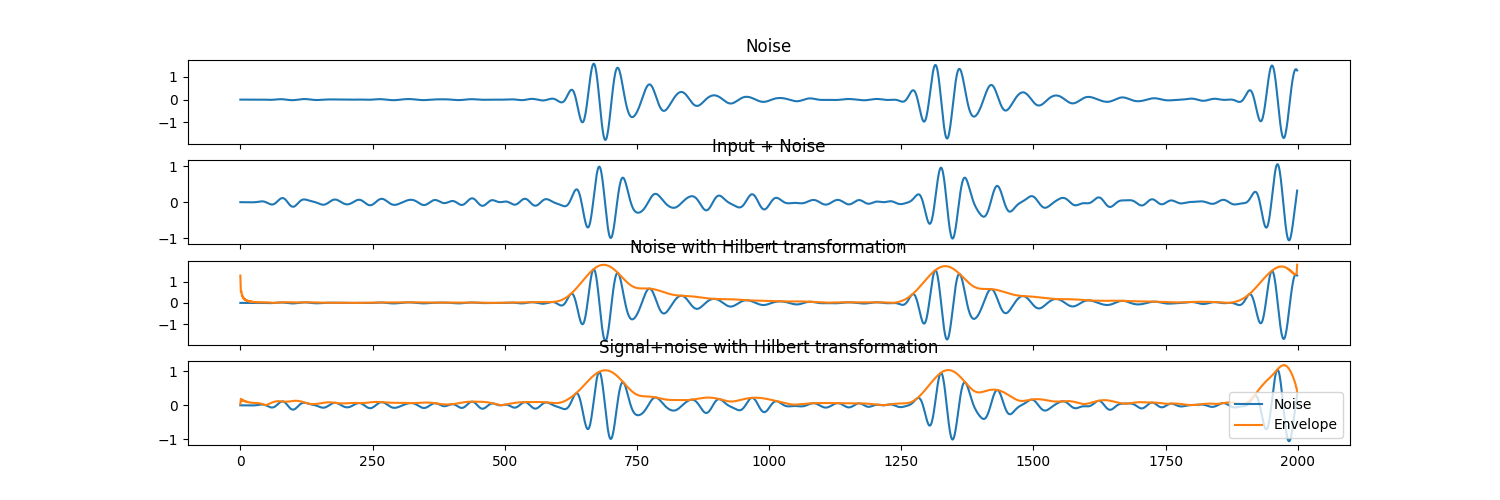 Noise
1
0
−1
Input + Noise
1
0
−1
Noise with Hilbert transformation
1
0
−1
Signal+noise with Hilbert transformation
1
0
−1
Noise
Envelope
0 250 500 750 1000 1250 1500 1750 2000